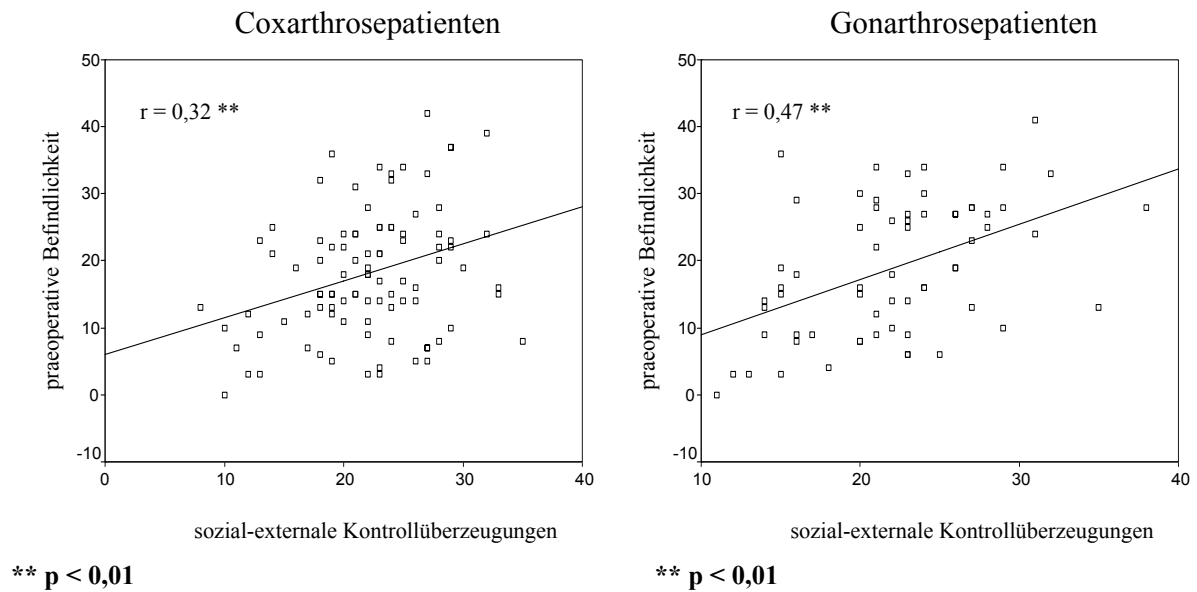 Coxarthrosepatienten
50
40
30
20
10
0
-10
r = 0,32 **
praeoperative Befindlichkeit
0
10
20
30
40
sozial-externale Kontrollüberzeugungen
** p < 0,01
Gonarthrosepatienten
50
40
30
20
10
0
-10
r = 0,47 **
praeoperative Befindlichkeit
10
20
30
40
sozial-externale Kontrollüberzeugungen
** p < 0,01